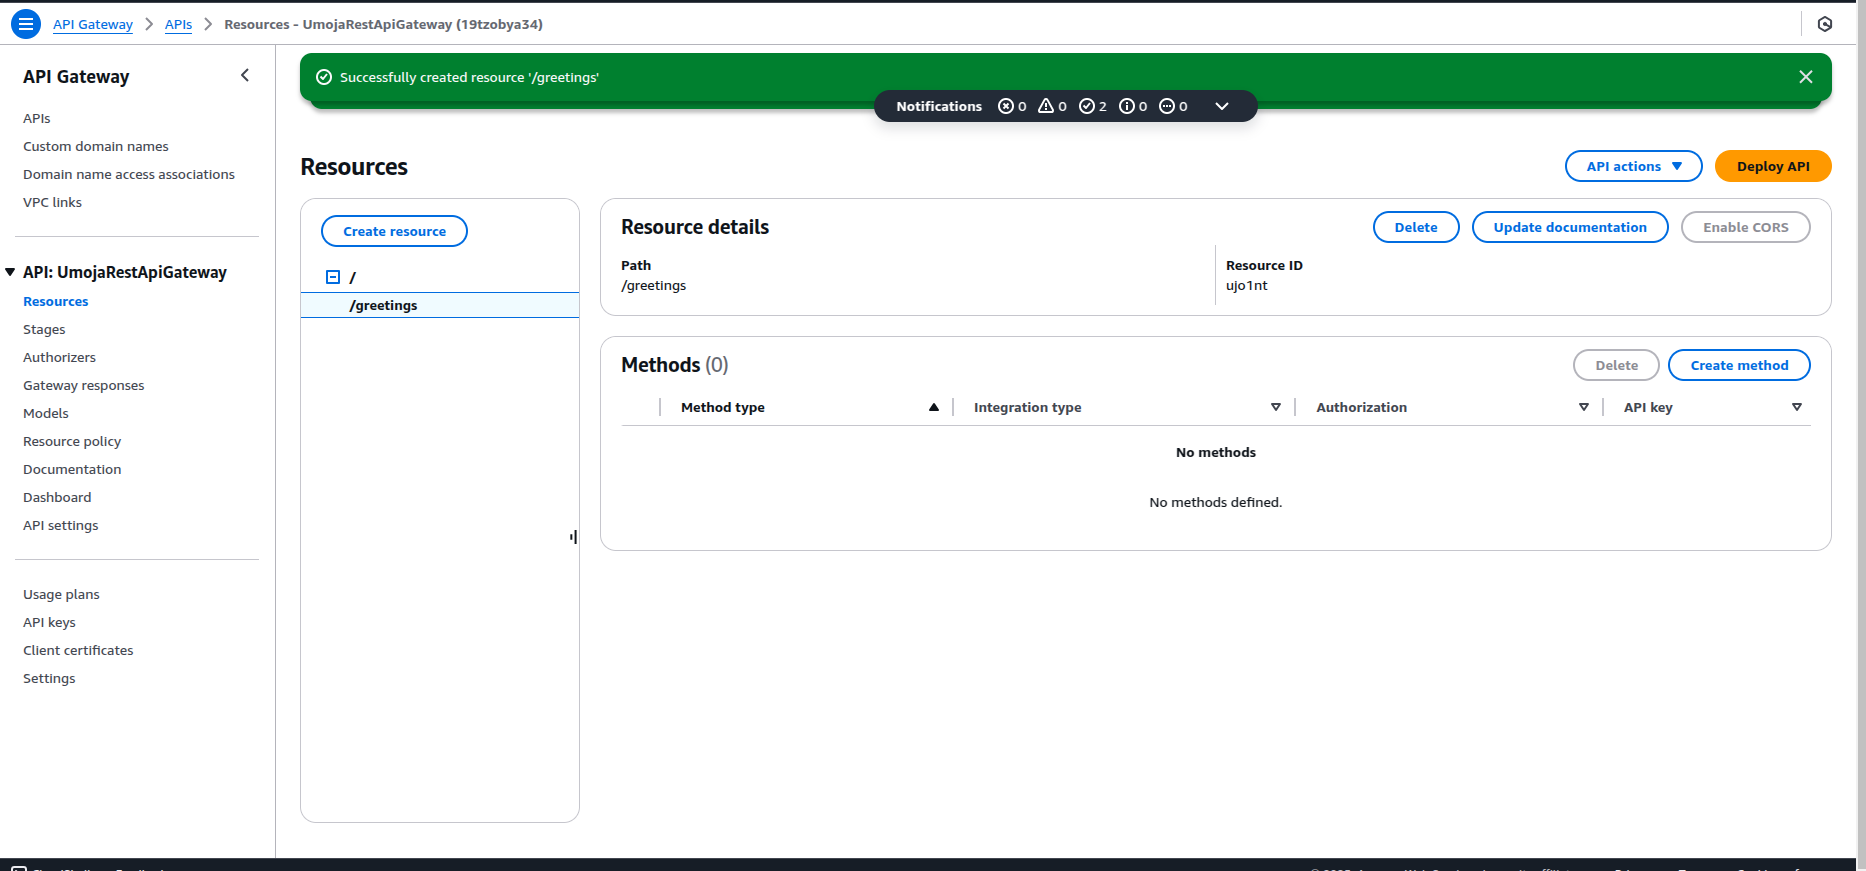 API Gateway > APIs > Resources - UmojaRestApiGateway (19tzobya34)
API Gateway
APIs
Custom domain names
Domain name access associations
VPC links
API: UmojaRestApiGateway
Resources
Stages
Authorizers
Gateway responses
Models
Resource policy
Documentation
Dashboard
API settings
Usage plans
API keys
Client certificates
Settings
Successfully created resource '/greetings'
Notifications 0 0 2 0 0
Resources
API actions
Deploy API
Create resource
/
/greetings
Resource details
Delete
Update documentation
Enable CORS
Path
/greetings
Resource ID
ujo1nt
Methods (0)
Delete
Create method
Method type
Integration type
Authorization
API key
No methods
No methods defined.